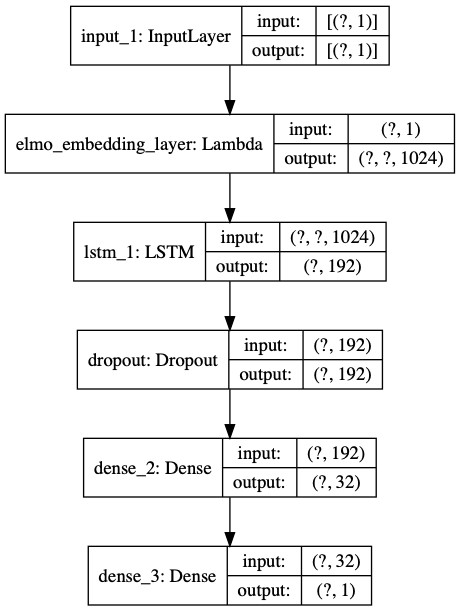 input_1: InputLayer
input: [(?, 1)]
output: [(?, 1)]
elmo_embedding_layer: Lambda
input: (?, 1)
output: (?, ?, 1024)
lstm_1: LSTM
input: (?, ?, 1024)
output: (?, 192)
dropout: Dropout
input: (?, 192)
output: (?, 192)
dense_2: Dense
input: (?, 192)
output: (?, 32)
dense_3: Dense
input: (?, 32)
output: (?, 1)